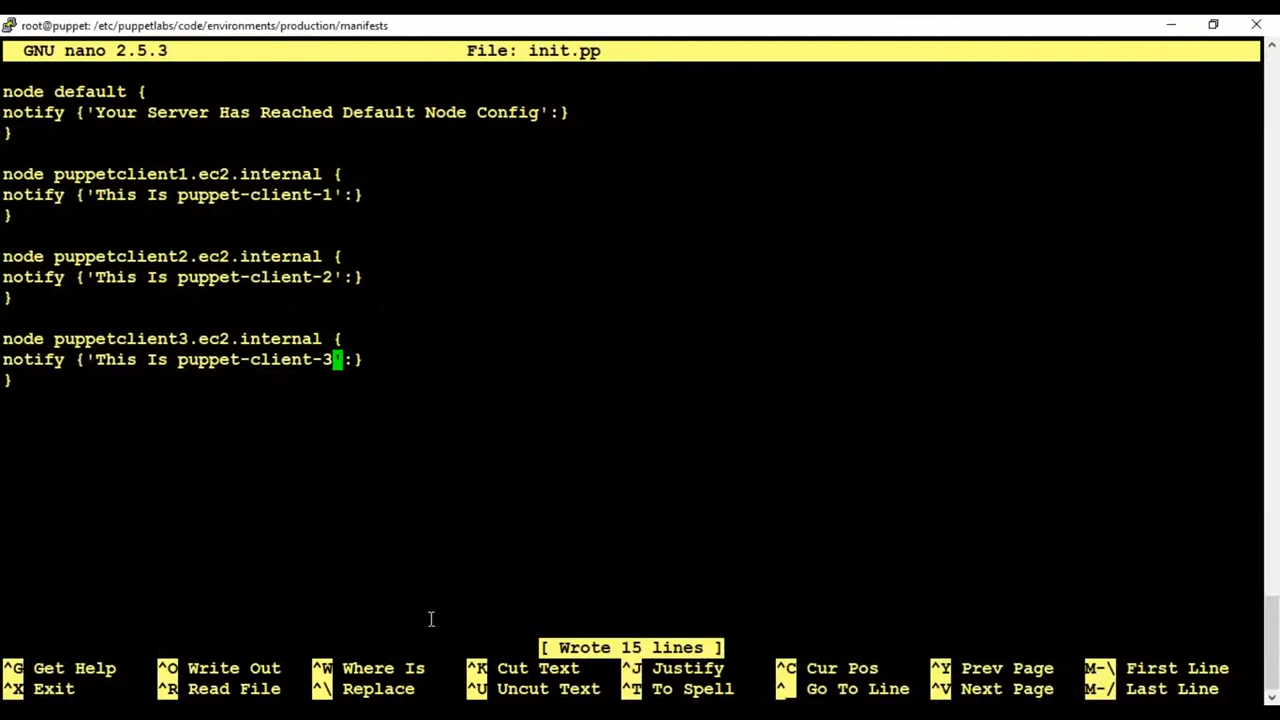 root@puppet: /etc/puppetlabs/code/environments/production/manifests
GNU nano 2.5.3 File: init.pp
node default {
notify {'Your Server Has Reached Default Node Config':}
}
node puppetclient1.ec2.internal {
notify {'This Is puppet-client-1':}
}
node puppetclient2.ec2.internal {
notify {'This Is puppet-client-2':}
}
node puppetclient3.ec2.internal {
notify {'This Is puppet-client-3':}
}
[ Wrote 15 lines ]
^G Get Help ^O Write Out ^W Where Is ^K Cut Text ^J Justify ^C Cur Pos ^Y Prev Page M-\ First Line
^X Exit ^R Read File ^\ Replace ^U Uncut Text ^T To Spell ^_ Go To Line ^V Next Page M-/ Last Line